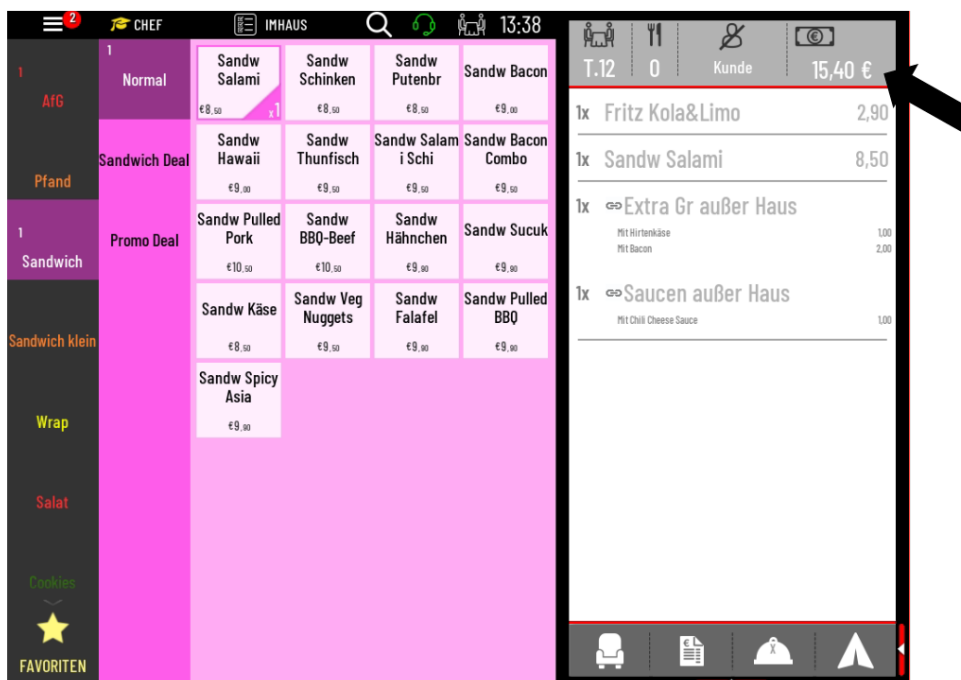 2
CHEF
IMHAUS
13:38
1
AfG
Pfand
1
Sandwich
Sandwich klein
Wrap
Salat
Cookies
FAVORITEN
1
Normal
Sandwich Deal
Promo Deal
Sandw
Salami
€8,50
x1
Sandw
Schinken
€8,50
Sandw
Putenbr
€8,50
Sandw Bacon
€9,00
Sandw
Hawaii
€9,00
Sandw
Thunfisch
€9,50
Sandw Salam
i Schi
€9,50
Sandw Bacon
Combo
€9,50
Sandw Pulled
Pork
€10,50
Sandw
BBQ-Beef
€10,50
Sandw
Hähnchen
€9,90
Sandw Sucuk
€9,90
Sandw Käse
€8,50
Sandw Veg
Nuggets
€9,50
Sandw
Falafel
€9,90
Sandw Pulled
BBQ
€9,90
Sandw Spicy
Asia
€9,90
T.12
0
Kunde
15,40 €
1x Fritz Kola&Limo 2,90
1x Sandw Salami 8,50
1x Extra Gr außer Haus
Mit Hirtenkäse 1,00
Mit Bacon 2,00
1x Saucen außer Haus
Mit Chili Cheese Sauce 1,00